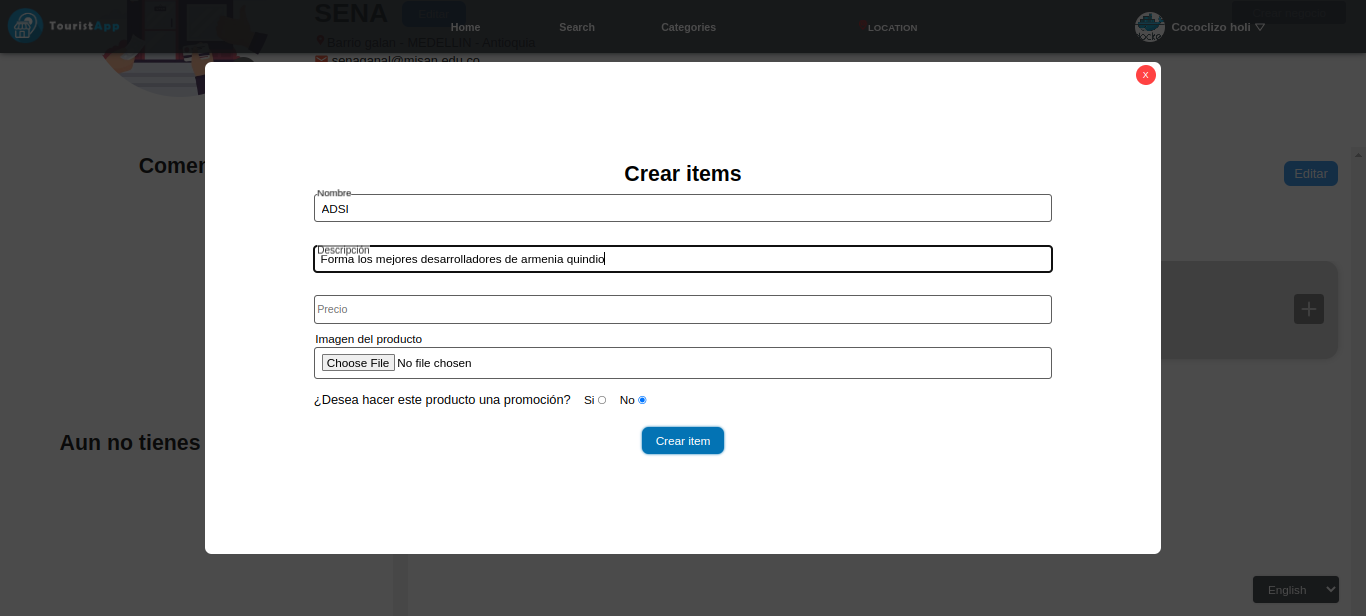 SENA
TouristApp
Home
Search
Categories
LOCATION
Cococlizo holi
Barrio galan - MEDELLIN - Antioquia
senagapal@misan.edu.co
X
Comer
Editar
Crear items
Nombre
ADSI
Descripción
Forma los mejores desarrolladores de armenia quindio
Precio
Imagen del producto
Choose File No file chosen
¿Desea hacer este producto una promoción? Si No
Crear item
Aun no tienes
English